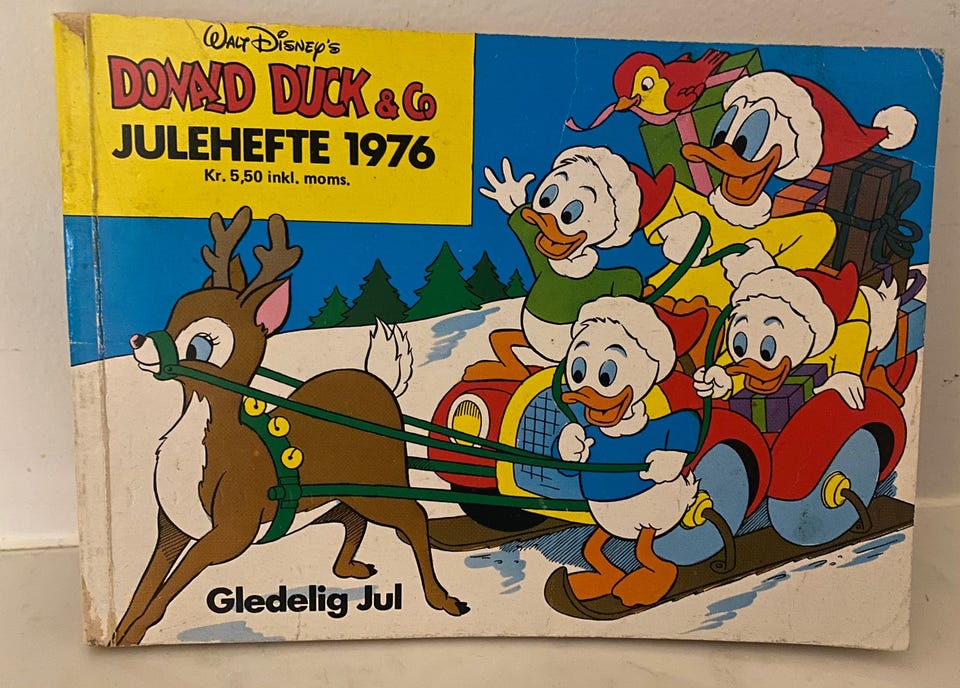 WALT DISNEY'S
DONALD DUCK & CO
JULEHEFTE 1976
Kr. 5,50 inkl. moms.
Gledelig Jul